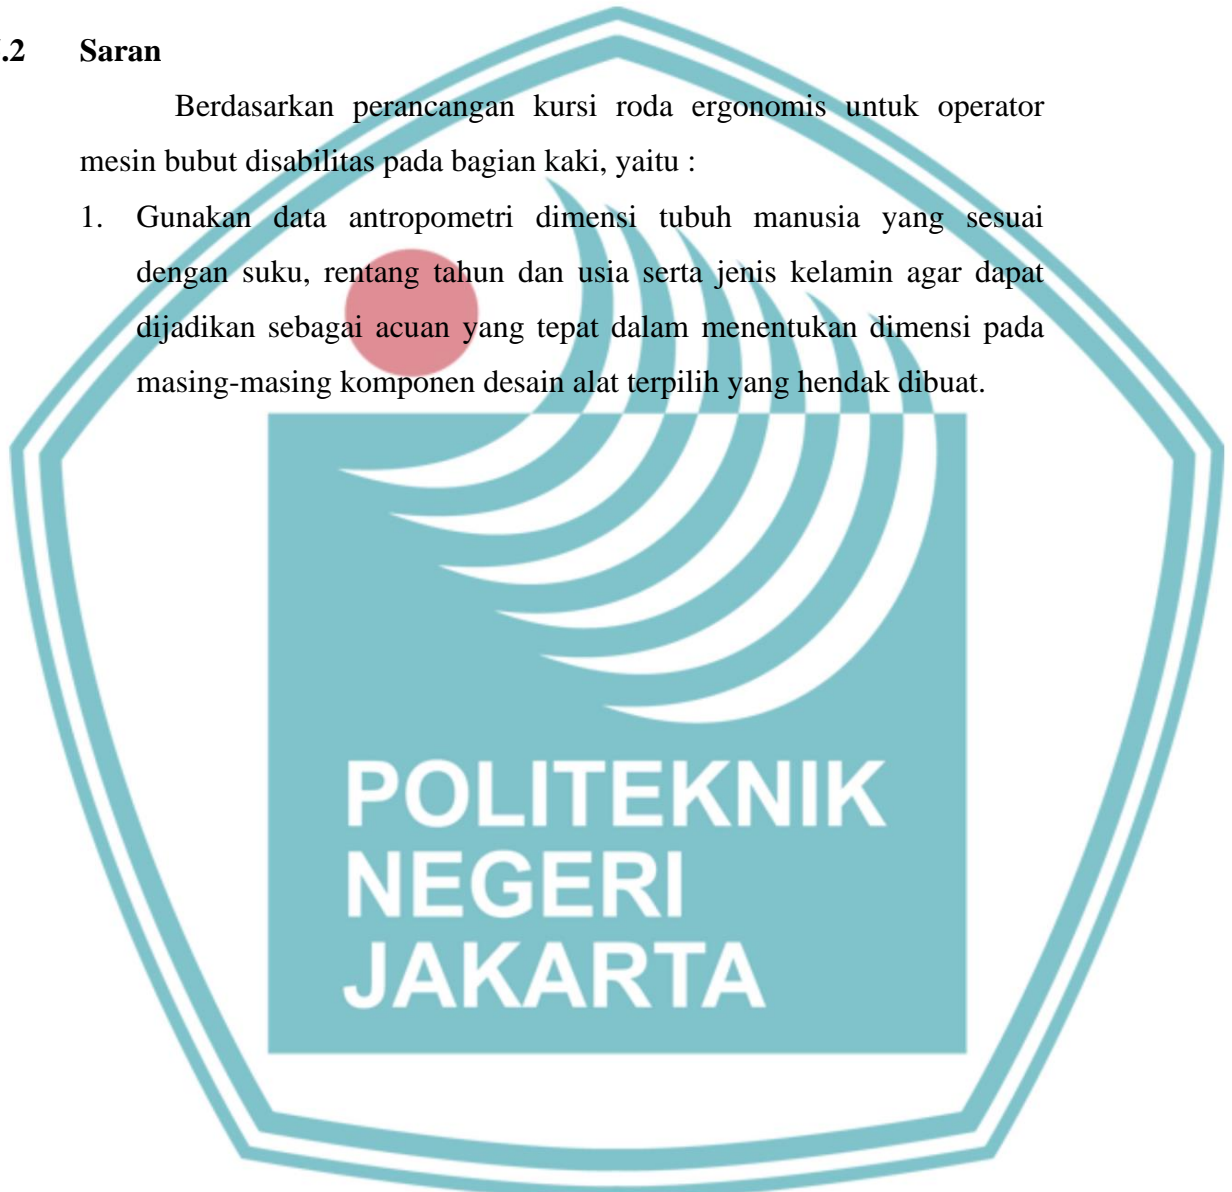 .2 Saran
Berdasarkan perancangan kursi roda ergonomis untuk operator
mesin bubut disabilitas pada bagian kaki, yaitu :
1. Gunakan data antropometri dimensi tubuh manusia yang sesuai
dengan suku, rentang tahun dan usia serta jenis kelamin agar dapat
dijadikan sebagai acuan yang tepat dalam menentukan dimensi pada
masing-masing komponen desain alat terpilih yang hendak dibuat.
POLITEKNIK
NEGERI
JAKARTA